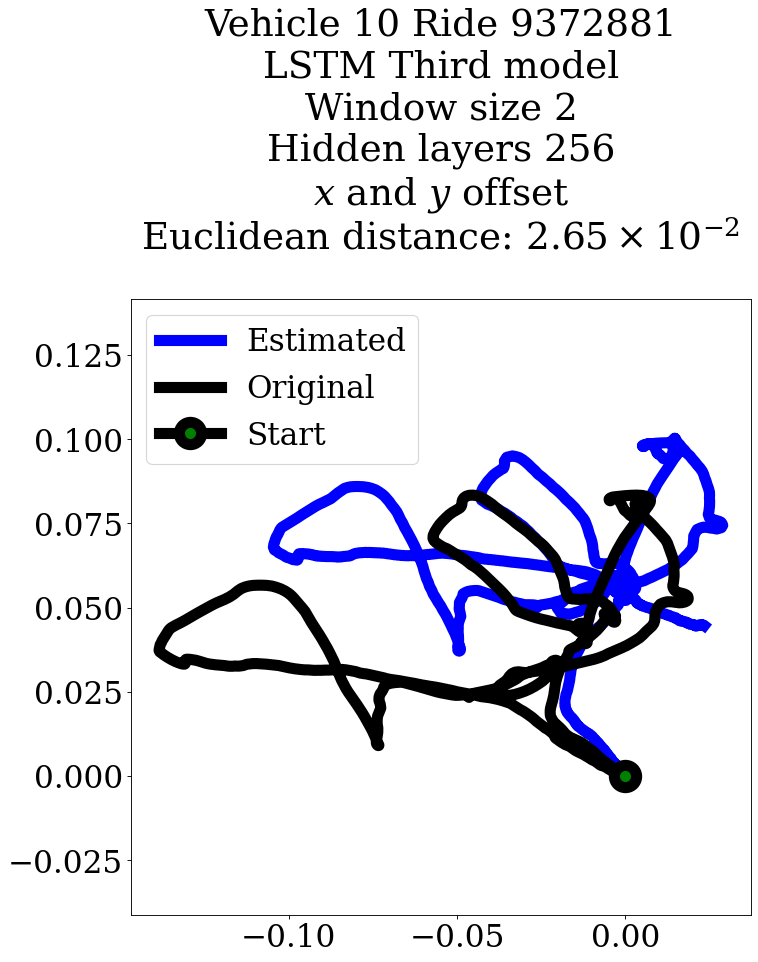 Vehicle 10 Ride 9372881
LSTM Third model
Window size 2
Hidden layers 256
x and y offset
Euclidean distance: 2.65 × 10⁻²
Estimated
Original
Start
0.125
0.100
0.075
0.050
0.025
0.000
−0.025
−0.10
−0.05
0.00